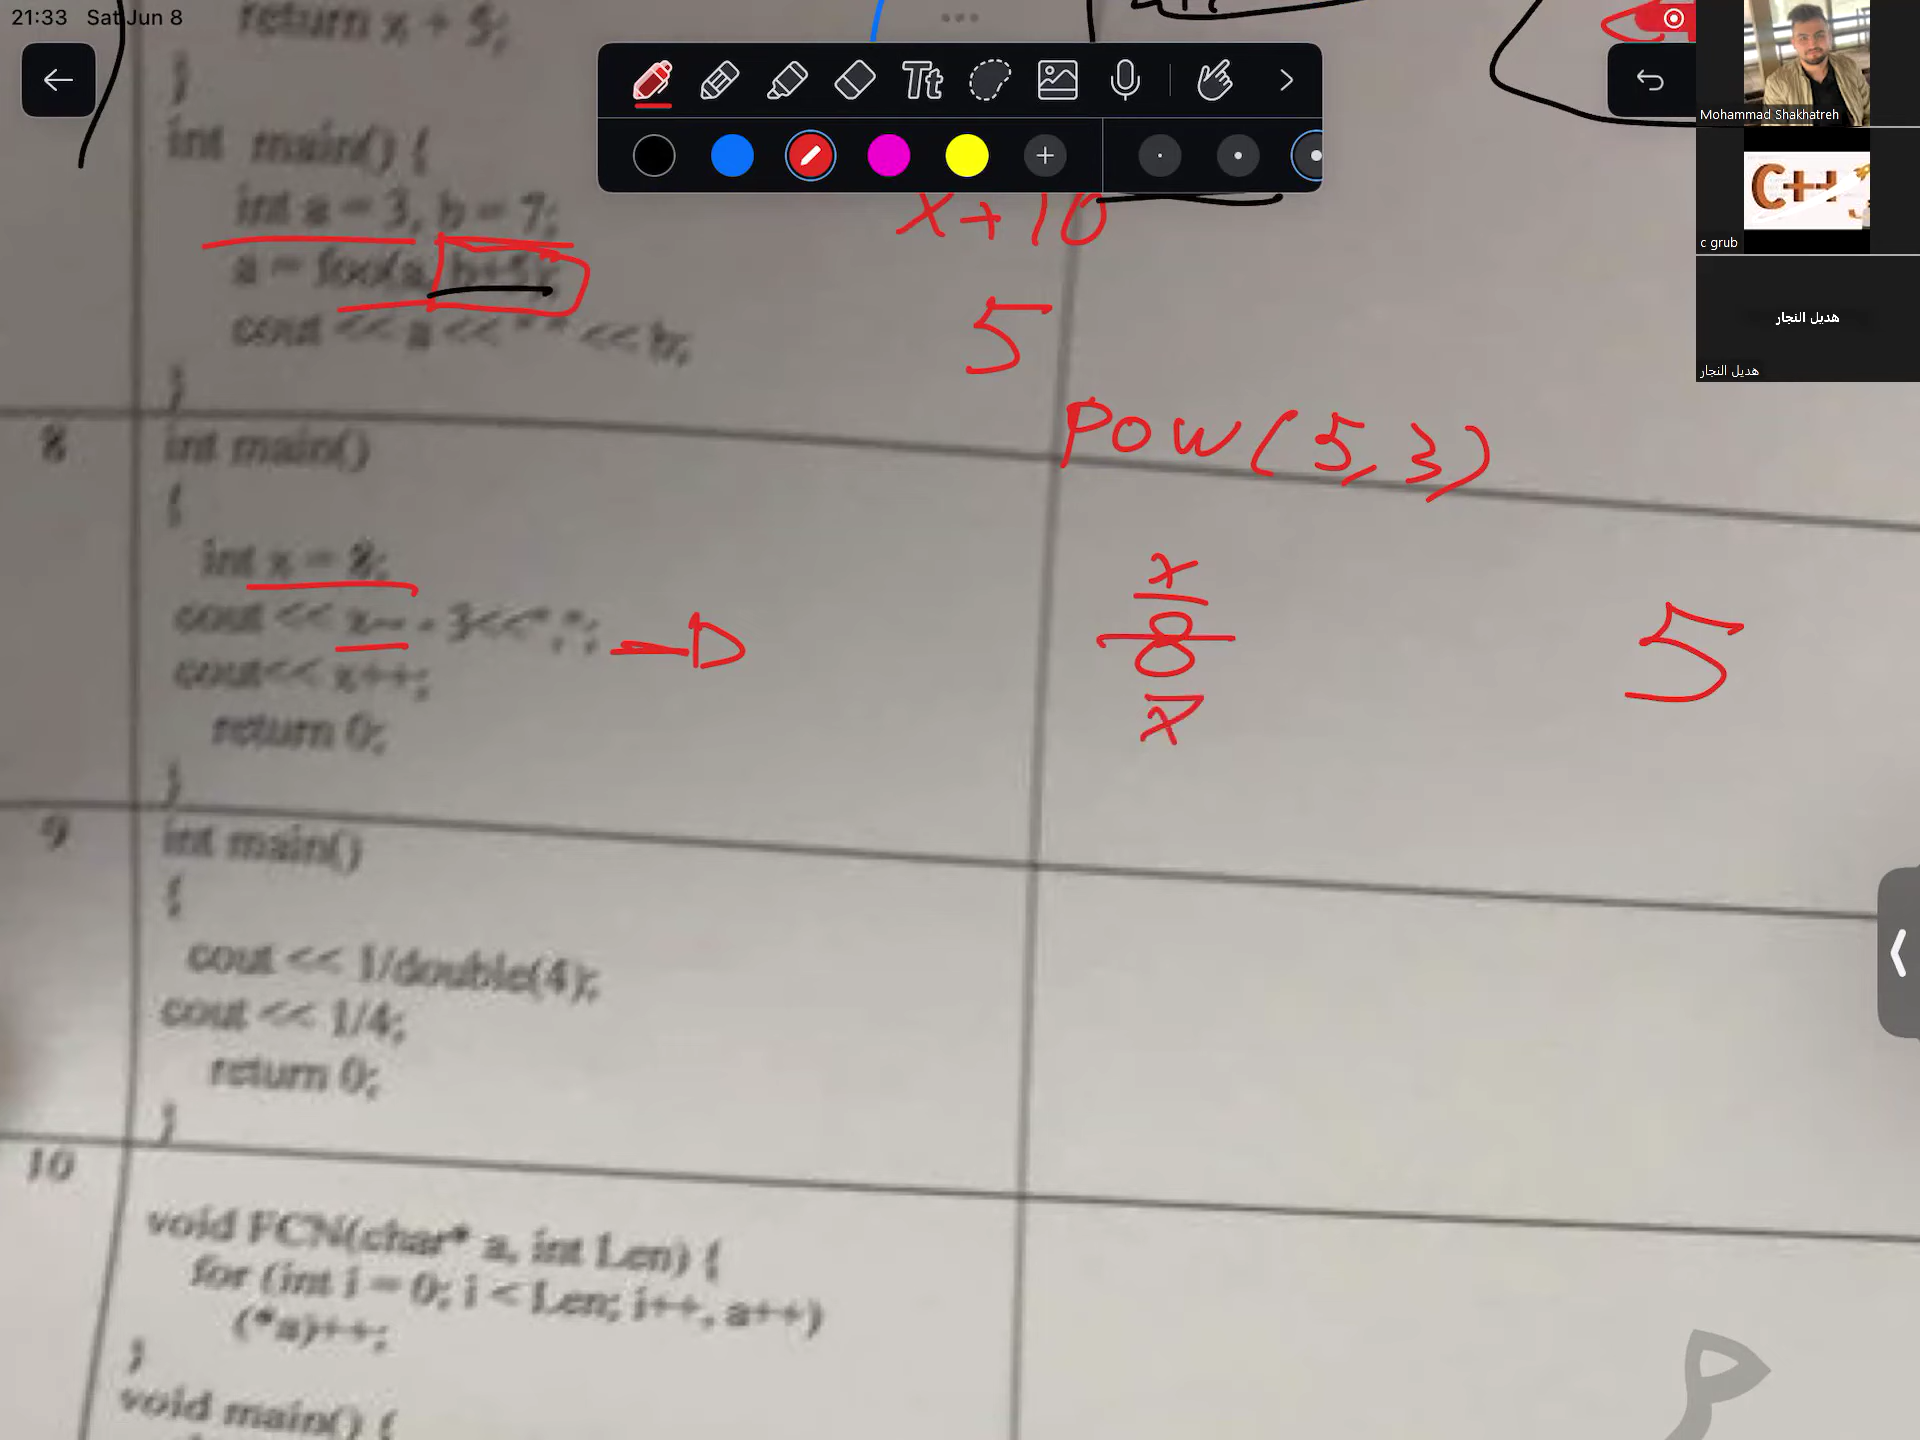 21:33 Sat Jun 8
return x + 5;
}
int main() {
int a = 3, b = 7;
a = foo(a, b+5);
cout << a << " " << b;
}
x + 10
5
POW(5,3)
Tt
Mohammad Shakhatreh
C++
c grub
هديل النجار
هديل النجار
8
int main()
{
int x = 8;
cout << x-- - 3<<" ";
cout<< x++;
return 0;
}
x
8
7
5
9
int main()
{
cout << 1/double(4);
cout << 1/4;
return 0;
}
10
void FCN(char* a, int Len) {
for (int i = 0; i < Len; i++, a++)
(*a)++;
}
void main() {